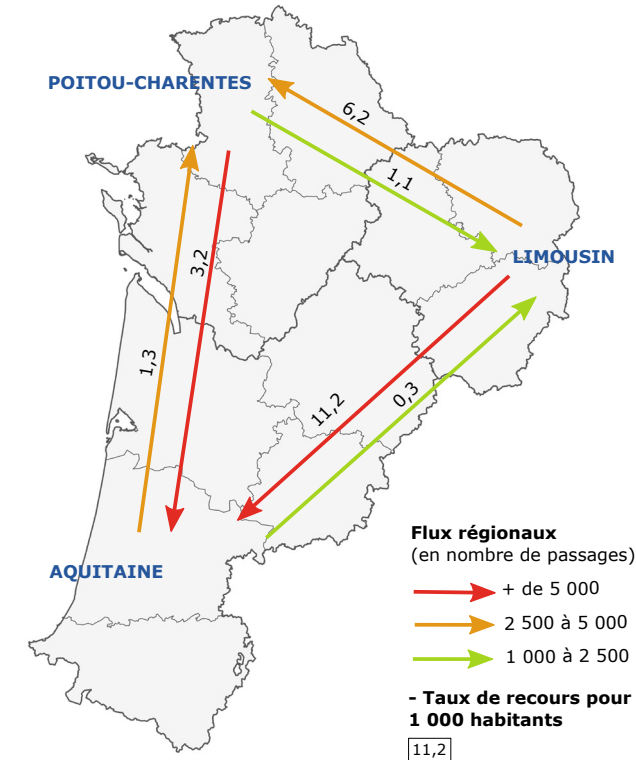 POITOU-CHARENTES
6,2
1,1
LIMOUSIN
3,2
1,3
11,2
0,3
AQUITAINE
Flux régionaux
(en nombre de passages)
+ de 5 000
2 500 à 5 000
1 000 à 2 500
- Taux de recours pour
1 000 habitants
11,2